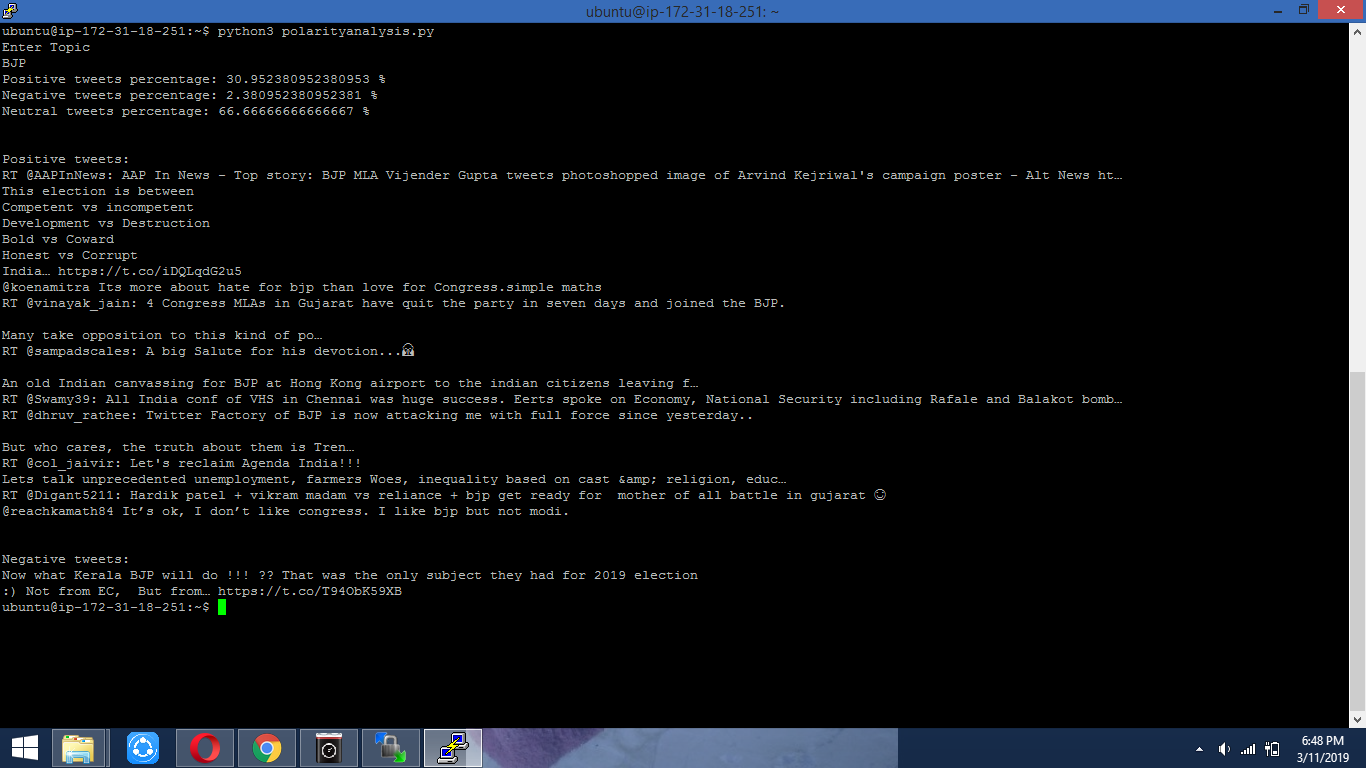 ubuntu@ip-172-31-18-251: ~
ubuntu@ip-172-31-18-251:~$ python3 polarityanalysis.py
Enter Topic
BJP
Positive tweets percentage: 30.952380952380953 %
Negative tweets percentage: 2.380952380952381 %
Neutral tweets percentage: 66.66666666666667 %
Positive tweets:
RT @AAPInNews: AAP In News - Top story: BJP MLA Vijender Gupta tweets photoshopped image of Arvind Kejriwal's campaign poster - Alt News ht…
This election is between
Competent vs incompetent
Development vs Destruction
Bold vs Coward
Honest vs Corrupt
India… https://t.co/iDQLqdG2u5
@koenamitra Its more about hate for bjp than love for Congress.simple maths
RT @vinayak_jain: 4 Congress MLAs in Gujarat have quit the party in seven days and joined the BJP.
Many take opposition to this kind of po…
RT @sampadscales: A big Salute for his devotion...
An old Indian canvassing for BJP at Hong Kong airport to the indian citizens leaving f…
RT @Swamy39: All India conf of VHS in Chennai was huge success. Eerts spoke on Economy, National Security including Rafale and Balakot bomb…
RT @dhruv_rathee: Twitter Factory of BJP is now attacking me with full force since yesterday..
But who cares, the truth about them is Tren…
RT @col_jaivir: Let's reclaim Agenda India!!!
Lets talk unprecedented unemployment, farmers Woes, inequality based on cast &amp; religion, educ…
RT @Digant5211: Hardik patel + vikram madam vs reliance + bjp get ready for  mother of all battle in gujarat ☺
@reachkamath84 It’s ok, I don’t like congress. I like bjp but not modi.
Negative tweets:
Now what Kerala BJP will do !!! ?? That was the only subject they had for 2019 election
:) Not from EC,  But from… https://t.co/T94ObK59XB
ubuntu@ip-172-31-18-251:~$
6:48 PM
3/11/2019